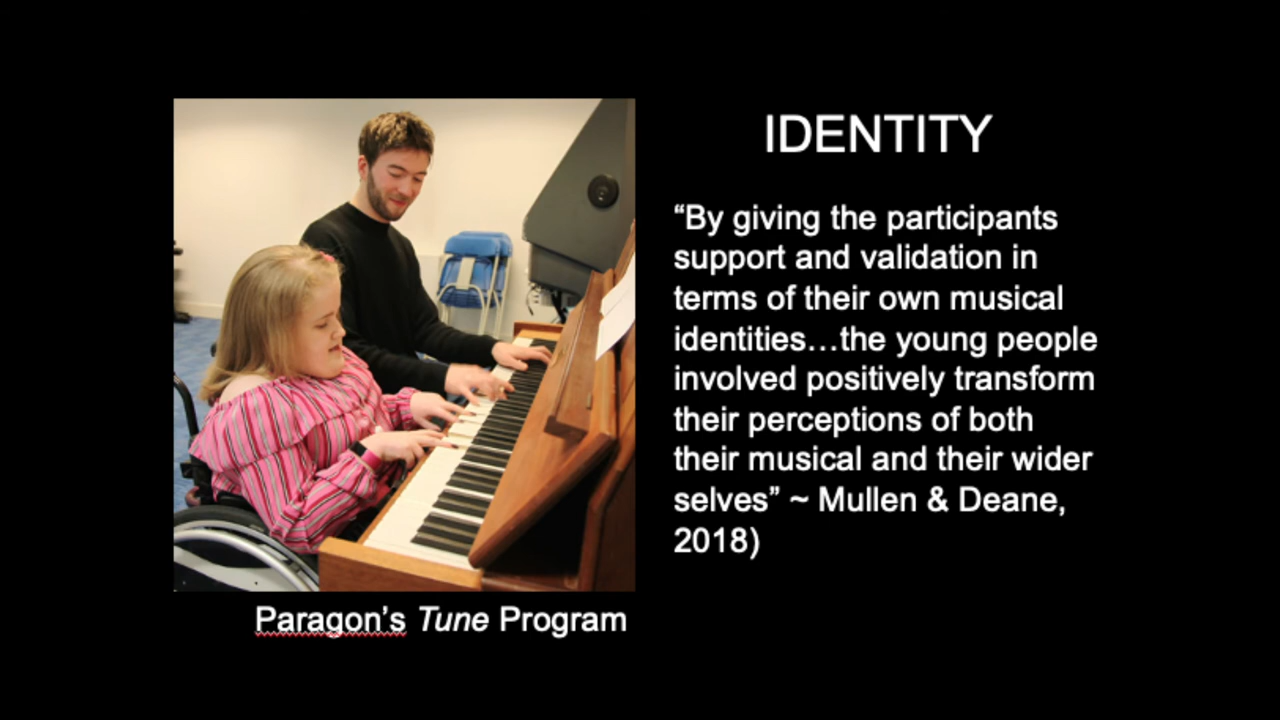 IDENTITY
“By giving the participants
support and validation in
terms of their own musical
identities…the young people
involved positively transform
their perceptions of both
their musical and their wider
selves” ~ Mullen & Deane,
2018)
Paragon’s Tune Program